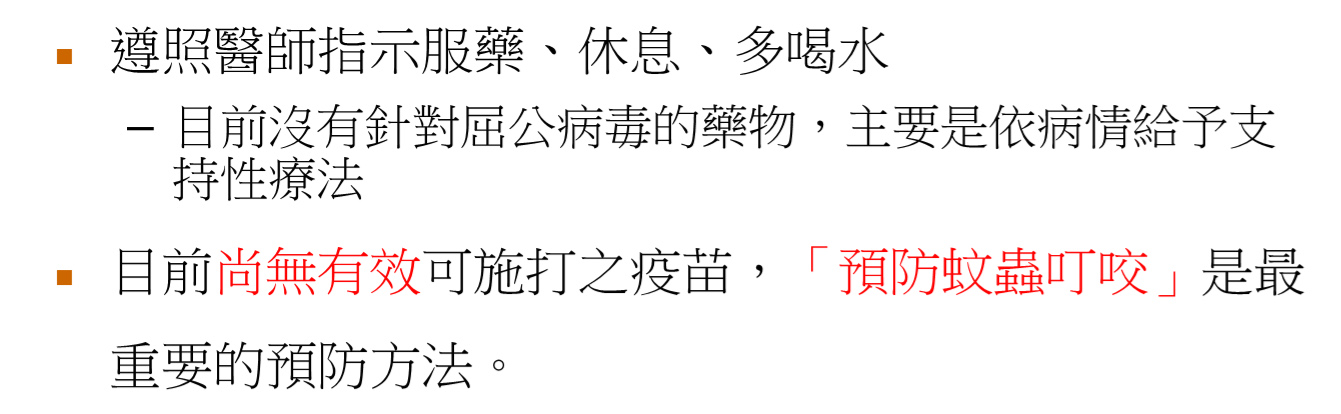 ▪ 遵照醫師指示服藥、休息、多喝水
– 目前沒有針對屈公病毒的藥物，主要是依病情給予支
持性療法
▪ 目前尚無有效可施打之疫苗，「預防蚊蟲叮咬」是最
重要的預防方法。